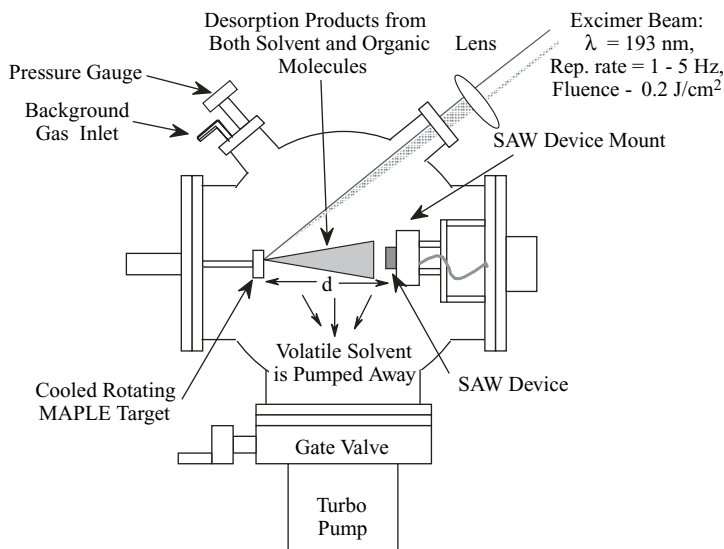 Desorption Products from
Both Solvent and Organic
Molecules
Excimer Beam:
λ = 193 nm,
Rep. rate = 1 - 5 Hz,
Fluence - 0.2 J/cm²
Lens
Pressure Gauge
Background
Gas Inlet
SAW Device Mount
d
Volatile Solvent
is Pumped Away
Cooled Rotating
MAPLE Target
SAW Device
Gate Valve
Turbo
Pump